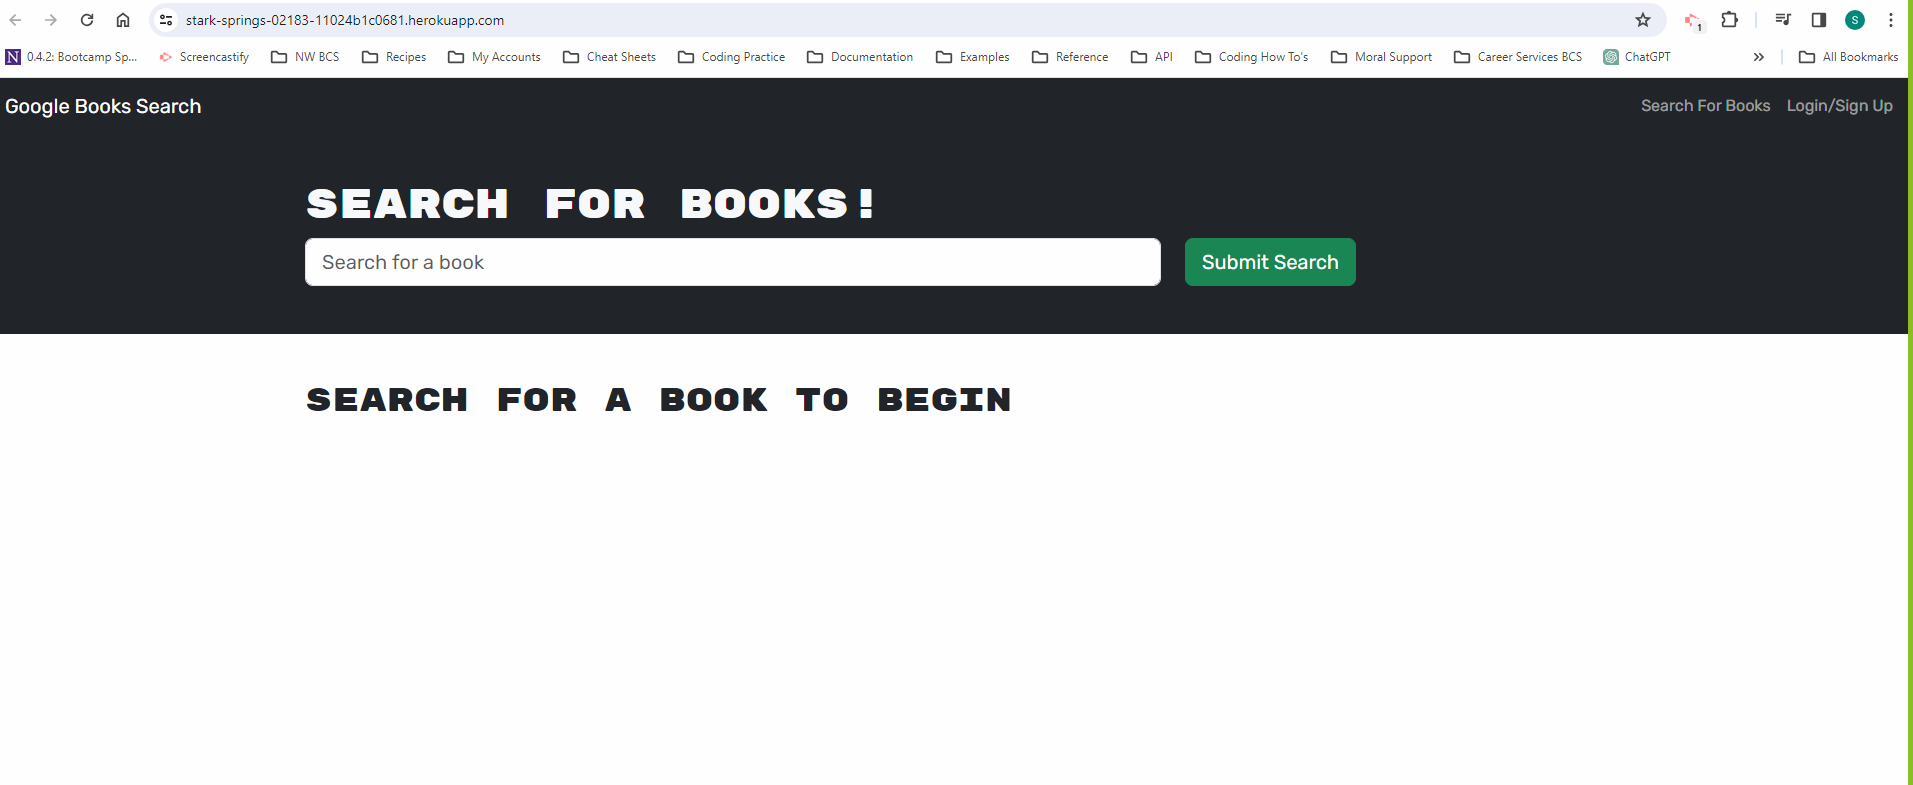 stark-springs-02183-11024b1c0681.herokuapp.com
1
S
N 0.4.2: Bootcamp Sp... Screencastify NW BCS Recipes My Accounts Cheat Sheets Coding Practice Documentation Examples Reference API Coding How To's Moral Support Career Services BCS ChatGPT » All Bookmarks
Google Books Search Search For Books Login/Sign Up
SEARCH FOR BOOKS!
Search for a book Submit Search
SEARCH FOR A BOOK TO BEGIN